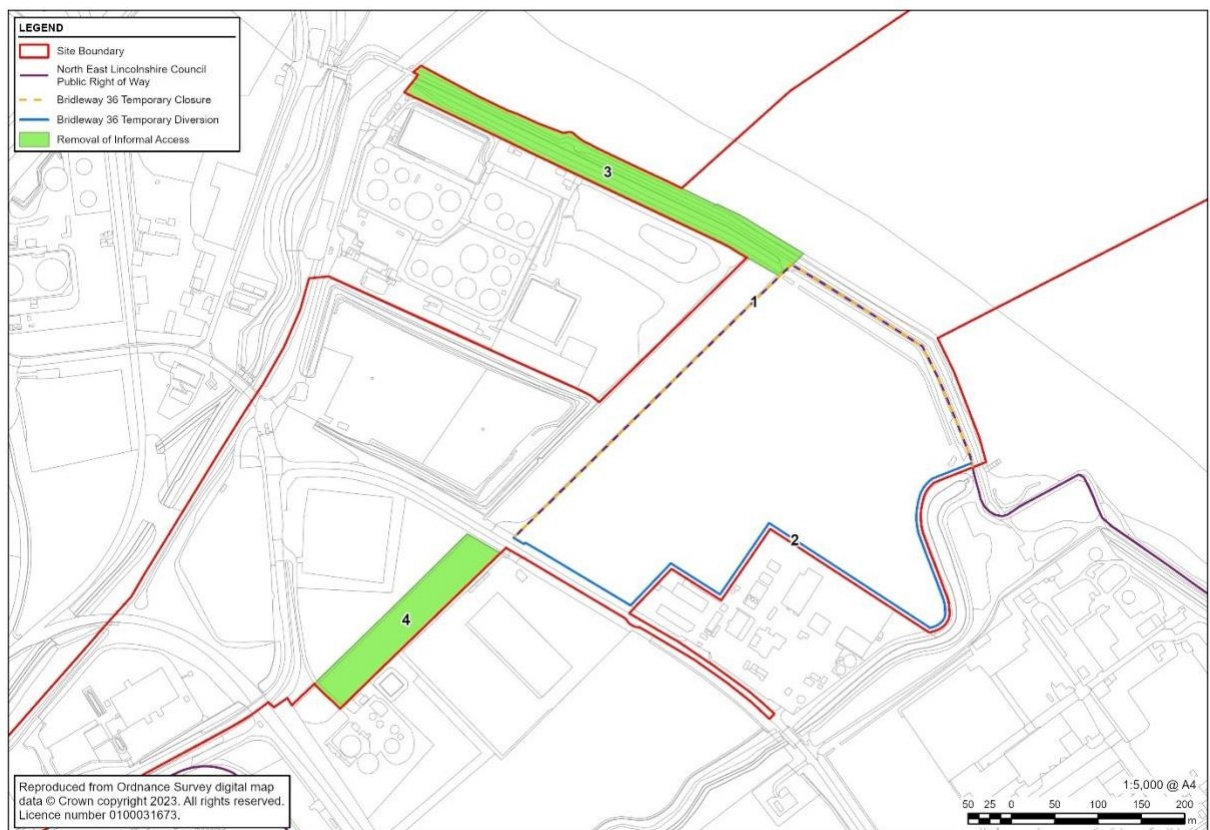 LEGEND
Site Boundary
North East Lincolnshire Council
Public Right of Way
Bridleway 36 Temporary Closure
Bridleway 36 Temporary Diversion
Removal of Informal Access
3
1
2
4
Reproduced from Ordnance Survey digital map
data © Crown copyright 2023. All rights reserved.
Licence number 0100031673.
1:5,000 @ A4
50 25 0 50 100 150 200
m